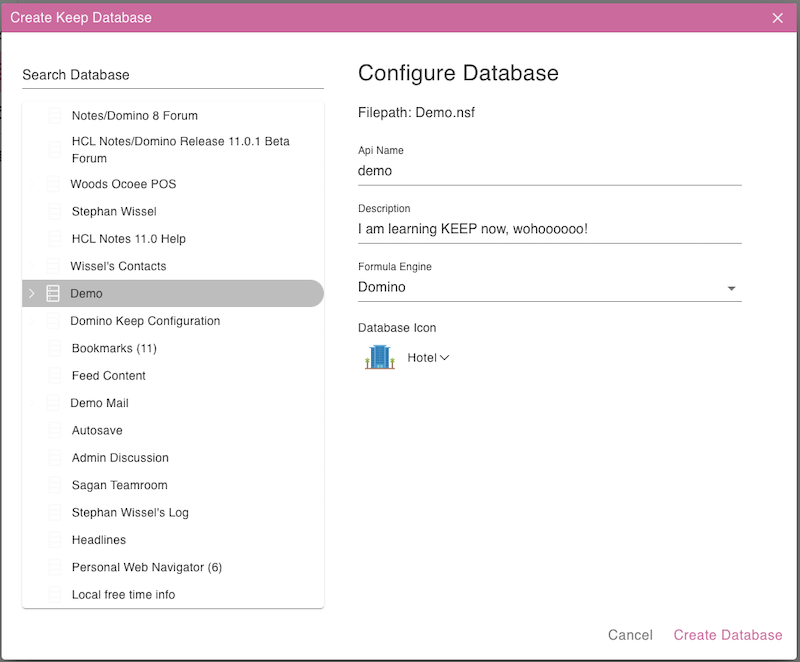 Create Keep Database
Search Database
Notes/Domino 8 Forum
HCL Notes/Domino Release 11.0.1 Beta
Forum
Woods Ocoee POS
Stephan Wissel
HCL Notes 11.0 Help
Wissel's Contacts
Demo
Domino Keep Configuration
Bookmarks (11)
Feed Content
Demo Mail
Autosave
Admin Discussion
Sagan Teamroom
Stephan Wissel's Log
Headlines
Personal Web Navigator (6)
Local free time info
Configure Database
Filepath: Demo.nsf
Api Name
demo
Description
I am learning KEEP now, wohoooooo!
Formula Engine
Domino
Database Icon
Hotel
Cancel
Create Database